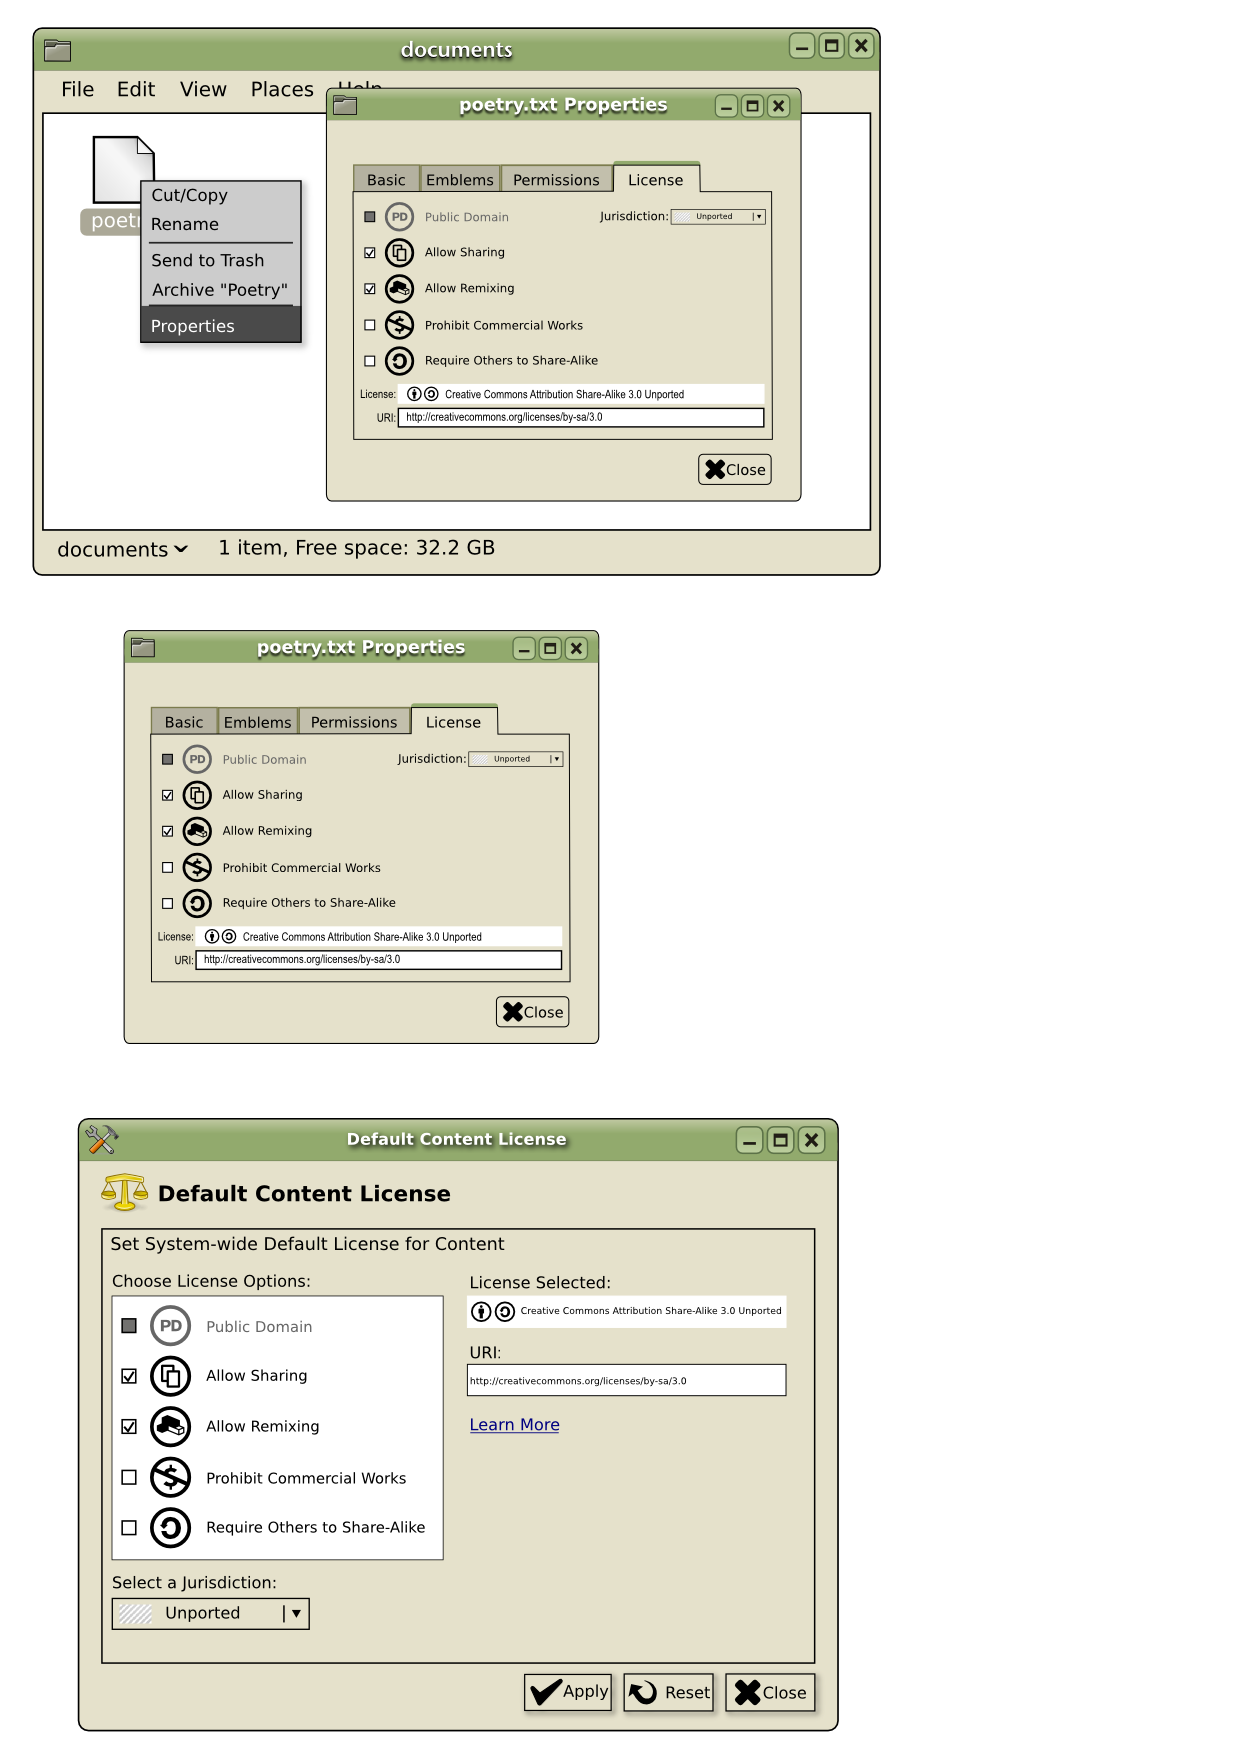 documents
File Edit View Places Help
poetry.txt Properties
Cut/Copy
Rename
Send to Trash
Archive "Poetry"
Properties
Basic Emblems Permissions License
PD Public Domain Jurisdiction: Unported
Allow Sharing
Allow Remixing
Prohibit Commercial Works
Require Others to Share-Alike
License: Creative Commons Attribution Share-Alike 3.0 Unported
URI: http://creativecommons.org/licenses/by-sa/3.0
Close
documents 1 item, Free space: 32.2 GB
poetry.txt Properties
Basic Emblems Permissions License
PD Public Domain Jurisdiction: Unported
Allow Sharing
Allow Remixing
Prohibit Commercial Works
Require Others to Share-Alike
License: Creative Commons Attribution Share-Alike 3.0 Unported
URI: http://creativecommons.org/licenses/by-sa/3.0
Close
Default Content License
Default Content License
Set System-wide Default License for Content
Choose License Options:
PD Public Domain
Allow Sharing
Allow Remixing
Prohibit Commercial Works
Require Others to Share-Alike
Select a Jurisdiction:
Unported
License Selected:
Creative Commons Attribution Share-Alike 3.0 Unported
URI:
http://creativecommons.org/licenses/by-sa/3.0
Learn More
Apply Reset Close